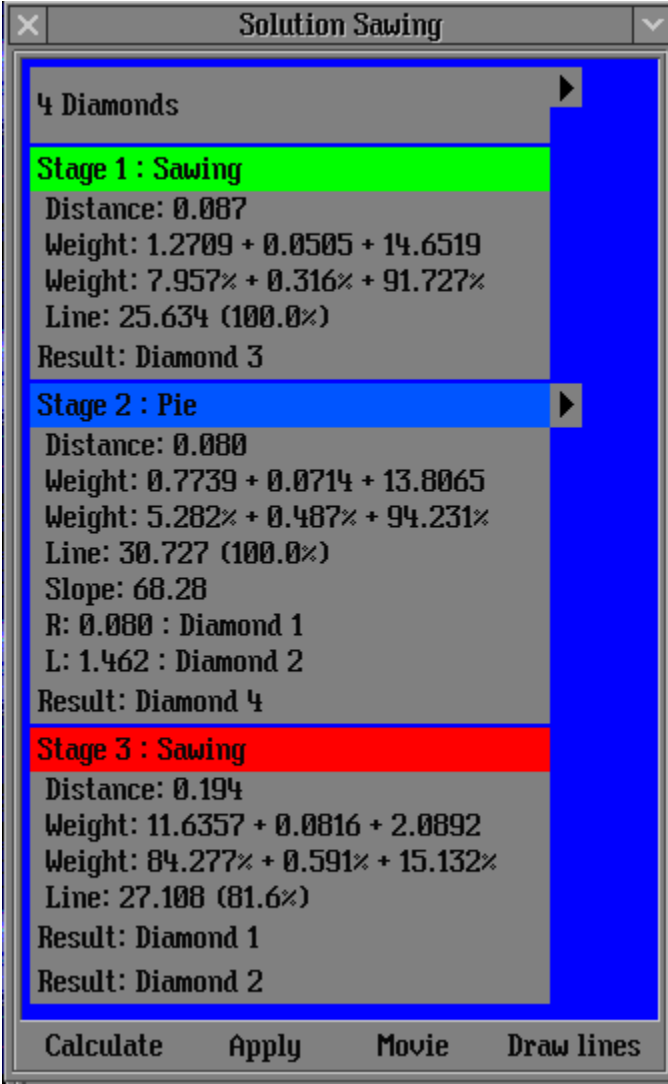 Solution Sawing
4 Diamonds
Stage 1 : Sawing
Distance: 0.087
Weight: 1.2709 + 0.0505 + 14.6519
Weight: 7.957% + 0.316% + 91.727%
Line: 25.634 (100.0%)
Result: Diamond 3
Stage 2 : Pie
Distance: 0.080
Weight: 0.7739 + 0.0714 + 13.8065
Weight: 5.282% + 0.487% + 94.231%
Line: 30.727 (100.0%)
Slope: 68.28
R: 0.080 : Diamond 1
L: 1.462 : Diamond 2
Result: Diamond 4
Stage 3 : Sawing
Distance: 0.194
Weight: 11.6357 + 0.0816 + 2.0892
Weight: 84.277% + 0.591% + 15.132%
Line: 27.108 (81.6%)
Result: Diamond 1
Result: Diamond 2
Calculate Apply Movie Draw lines